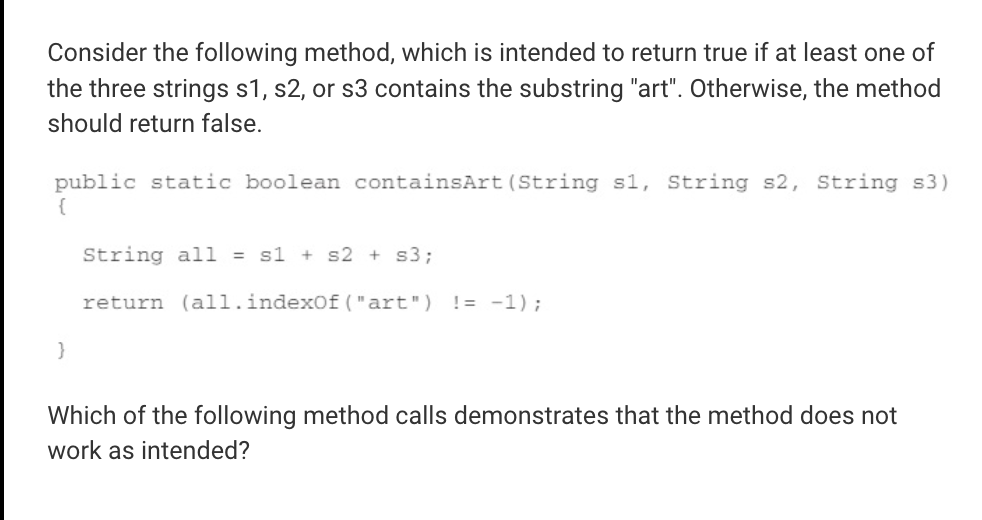 Consider the following method, which is intended to return true if at least one of
the three strings s1, s2, or s3 contains the substring "art". Otherwise, the method
should return false.
public static boolean containsArt(String s1, String s2, String s3)
{
String all = s1 + s2 + s3;
return (all.indexOf("art") != -1);
}
Which of the following method calls demonstrates that the method does not
work as intended?